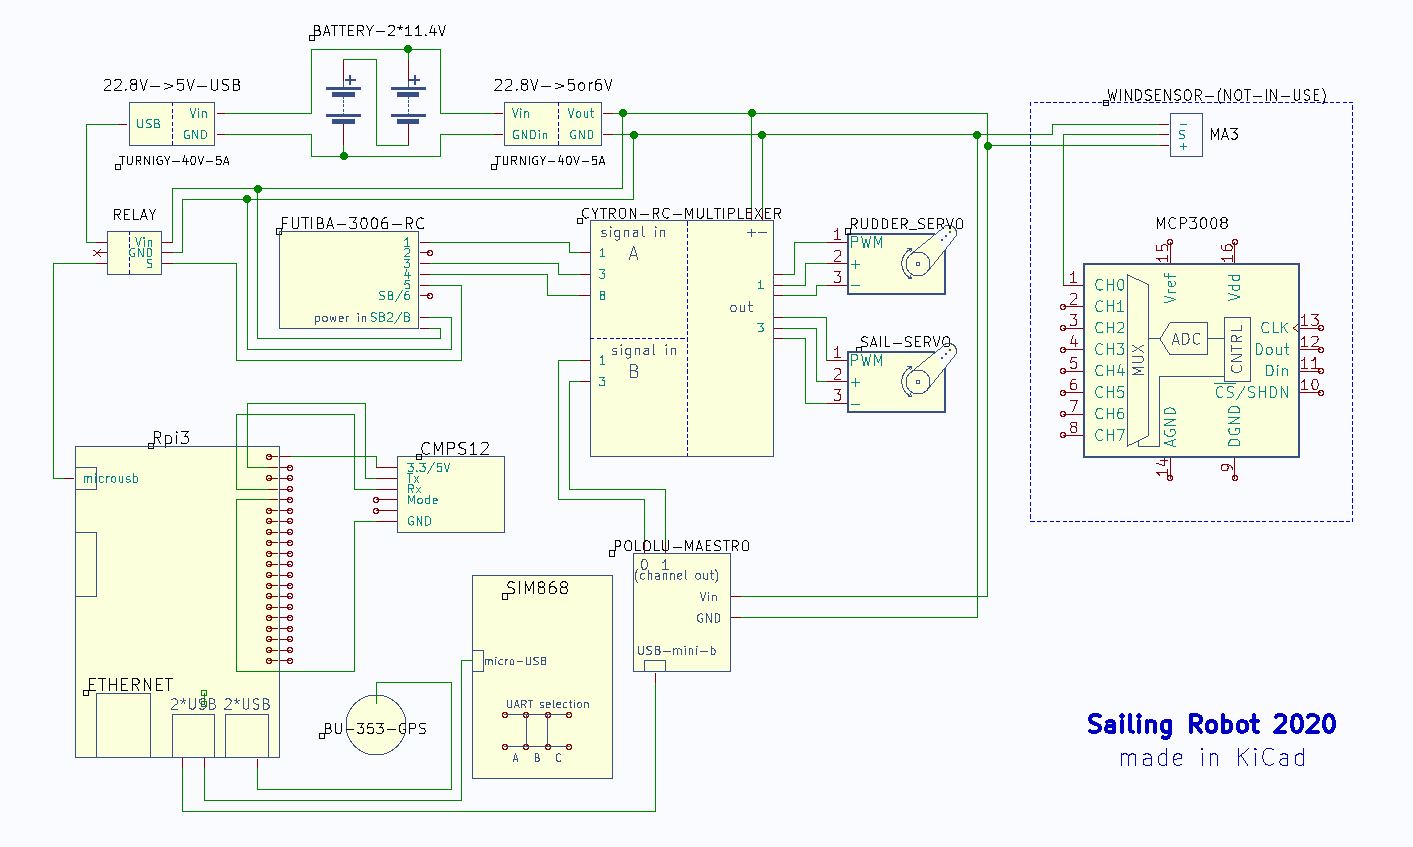 BATTERY-2*11.4V
22.8V->5V-USB
22.8V->5or6V
WINDSENSOR-(NOT-IN-USE)
USB
Vin
GND
+
+
Vin
GNDin
Vout
GND
-
S
+
MA3
TURNIGY-40V-5A
TURNIGY-40V-5A
RELAY
Vin
GND
S
FUTIBA-3006-RC
1
2
3
4
5
SB/6
power in SB2/B
CYTRON-RC-MULTIPLEXER
signal in
A
1
3
8
+-
1
out
3
signal in
B
1
3
RUDDER_SERVO
1 PWM
2 +
3 -
SAIL-SERVO
1 PWM
2 +
3 -
MCP3008
15 Vref
16 Vdd
1 CH0
2 CH1
3 CH2
4 CH3
5 CH4
6 CH5
7 CH6
8 CH7
MUX
ADC
CNTRL
CLK 13
Dout 12
Din 11
CS/SHDN 10
14 AGND
9 DGND
Rpi3
microusb
CMPS12
3.3/5V
Tx
Rx
Mode
GND
ETHERNET
2*USB 2*USB
BU-353-GPS
SIM868
micro-USB
UART selection
A B C
POLOLU-MAESTRO
0 1
(channel out)
Vin
GND
USB-mini-b
Sailing Robot 2020
made in KiCad